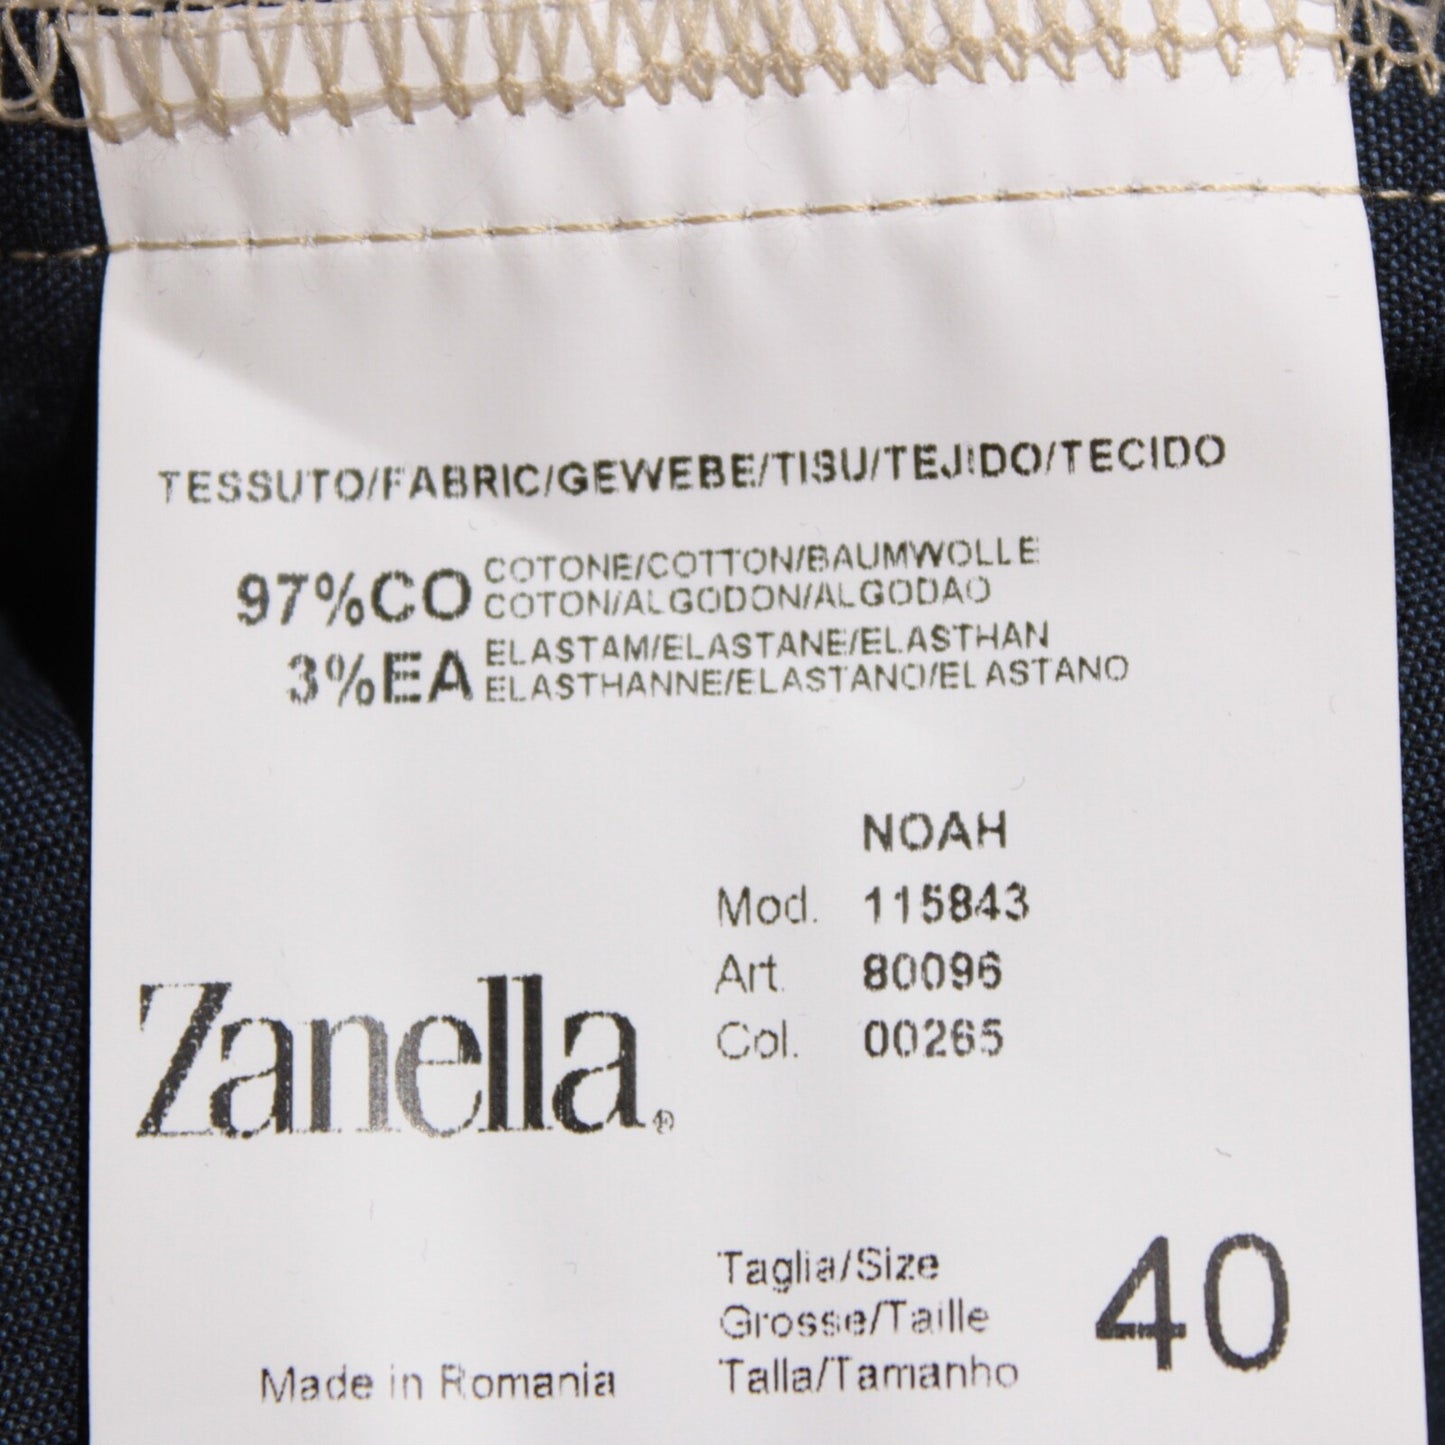 TESSUTO/FABRIC/GEWEBE/TISU/TEJIDO/TECIDO
97%CO COTONE/COTTON/BAUMWOLLE
COTON/ALGODON/ALGODAO
3%EA ELASTAM/ELASTANE/ELASTHAN
ELASTHANNE/ELASTANO/ELASTANO
NOAH
Mod. 115843
Art. 80096
Col. 00265
Zanella®
Taglia/Size
Grosse/Taille
Talla/Tamanho
40
Made in Romania